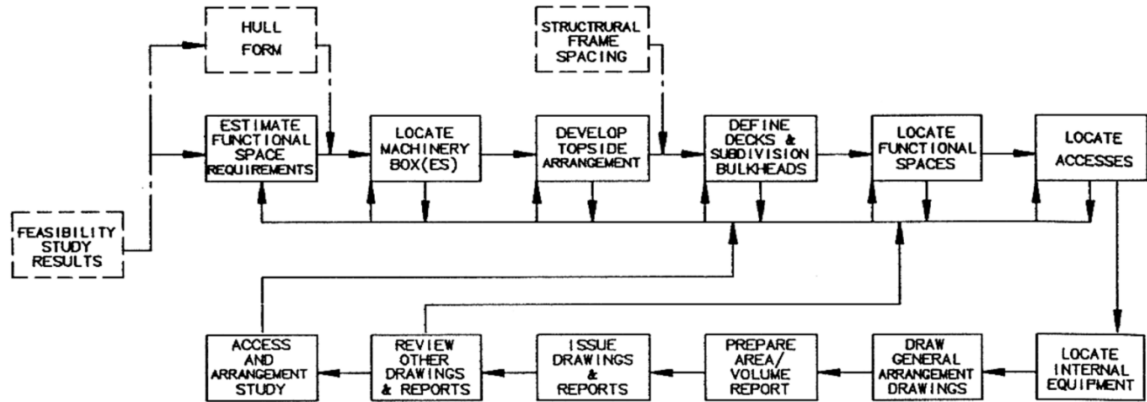 HULL
FORM
STRUCTRURAL
FRAME
SPACING
ESTIMATE
FUNCTIONAL
SPACE
REQUIREMENTS
LOCATE
MACHINERY
BOX(ES)
DEVELOP
TOPSIDE
ARRANGEMENT
DEFINE
DECKS &
SUBDIVISION
BULKHEADS
LOCATE
FUNCTIONAL
SPACES
LOCATE
ACCESSES
FEASIBILITY
STUDY
RESULTS
ACCESS AND
ARRANGEMENT
STUDY
REVIEW
OTHER
DRAWINGS
& REPORTS
ISSUE
DRAWINGS
&
REPORTS
PREPARE
AREA/
VOLUME
REPORT
DRAW
GENERAL
ARRANGEMENT
DRAWINGS
LOCATE
INTERNAL
EQUIPMENT